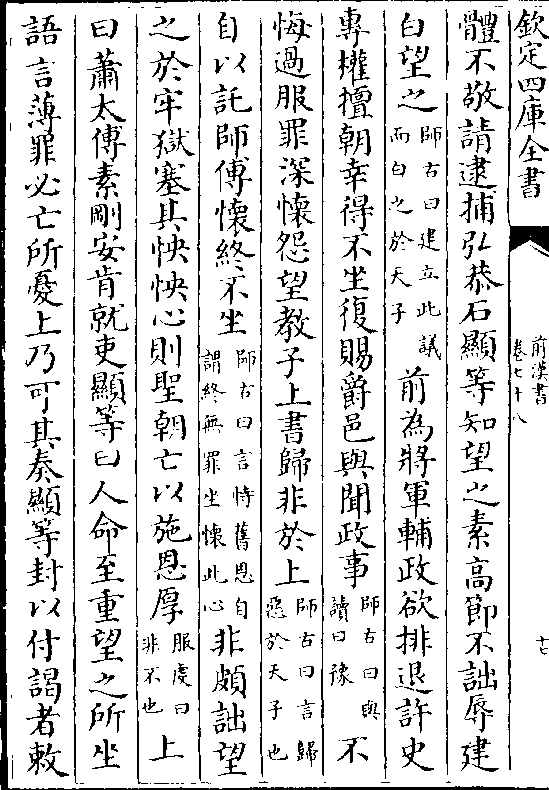 欽定四庫全書
前漢書
卷七十八
體不敬請逮捕弘恭石顯等知望之素高節不詘辱建
白望之師古曰建立此議而白之於天子前為將軍輔政欲排退許史
專權擅朝幸得不坐復賜爵邑與聞政事師古曰與讀曰豫不
悔過服罪深懷怨望教子上書歸非於上師古曰言歸惡於天子也
自以託師傅懷終不坐師古曰言恃舊恩自謂終無罪坐懷此心非頗詘望
之於牢獄塞其怏怏心則聖朝亡以施恩厚服虔曰非不也上
曰蕭太傅素剛安肯就吏顯等曰人命至重望之所坐
語言薄罪必亡所憂上乃可其奏顯等封以付謁者敕